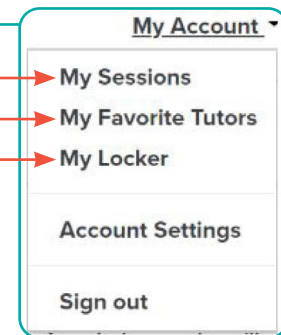 My Account
My Sessions
My Favorite Tutors
My Locker
Account Settings
Sign out